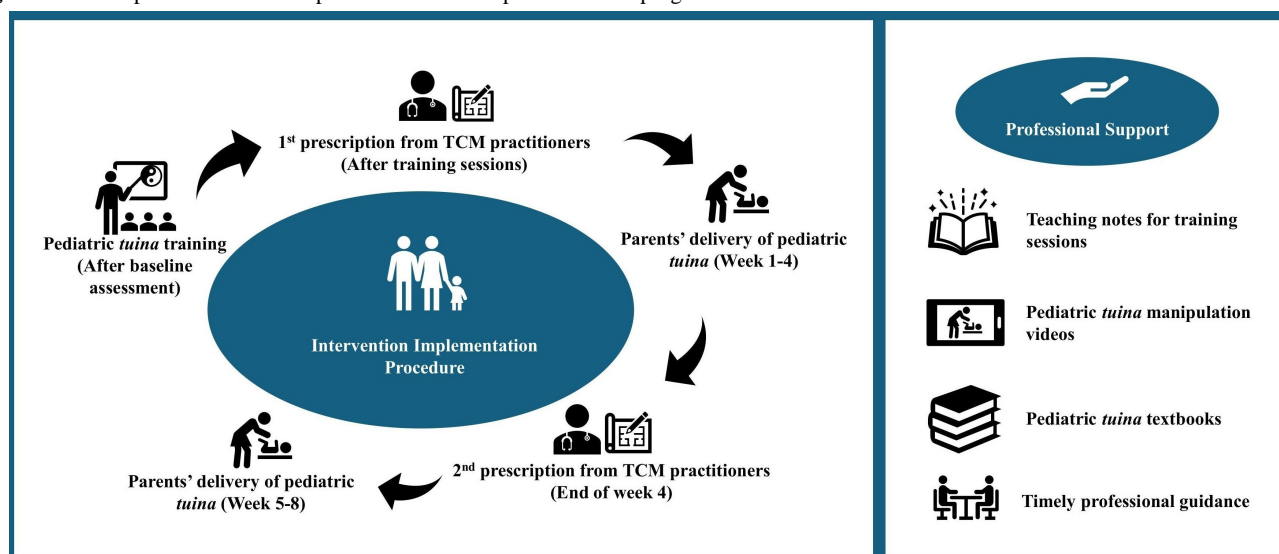 1st prescription from TCM practitioners
(After training sessions)
Pediatric tuina training
(After baseline
assessment)
Parents’ delivery of pediatric
tuina (Week 1-4)
Intervention Implementation
Procedure
2nd prescription from TCM practitioners
(End of week 4)
Parents’ delivery of pediatric
tuina (Week 5-8)
Professional Support
Teaching notes for training
sessions
Pediatric tuina manipulation
videos
Pediatric tuina textbooks
Timely professional guidance